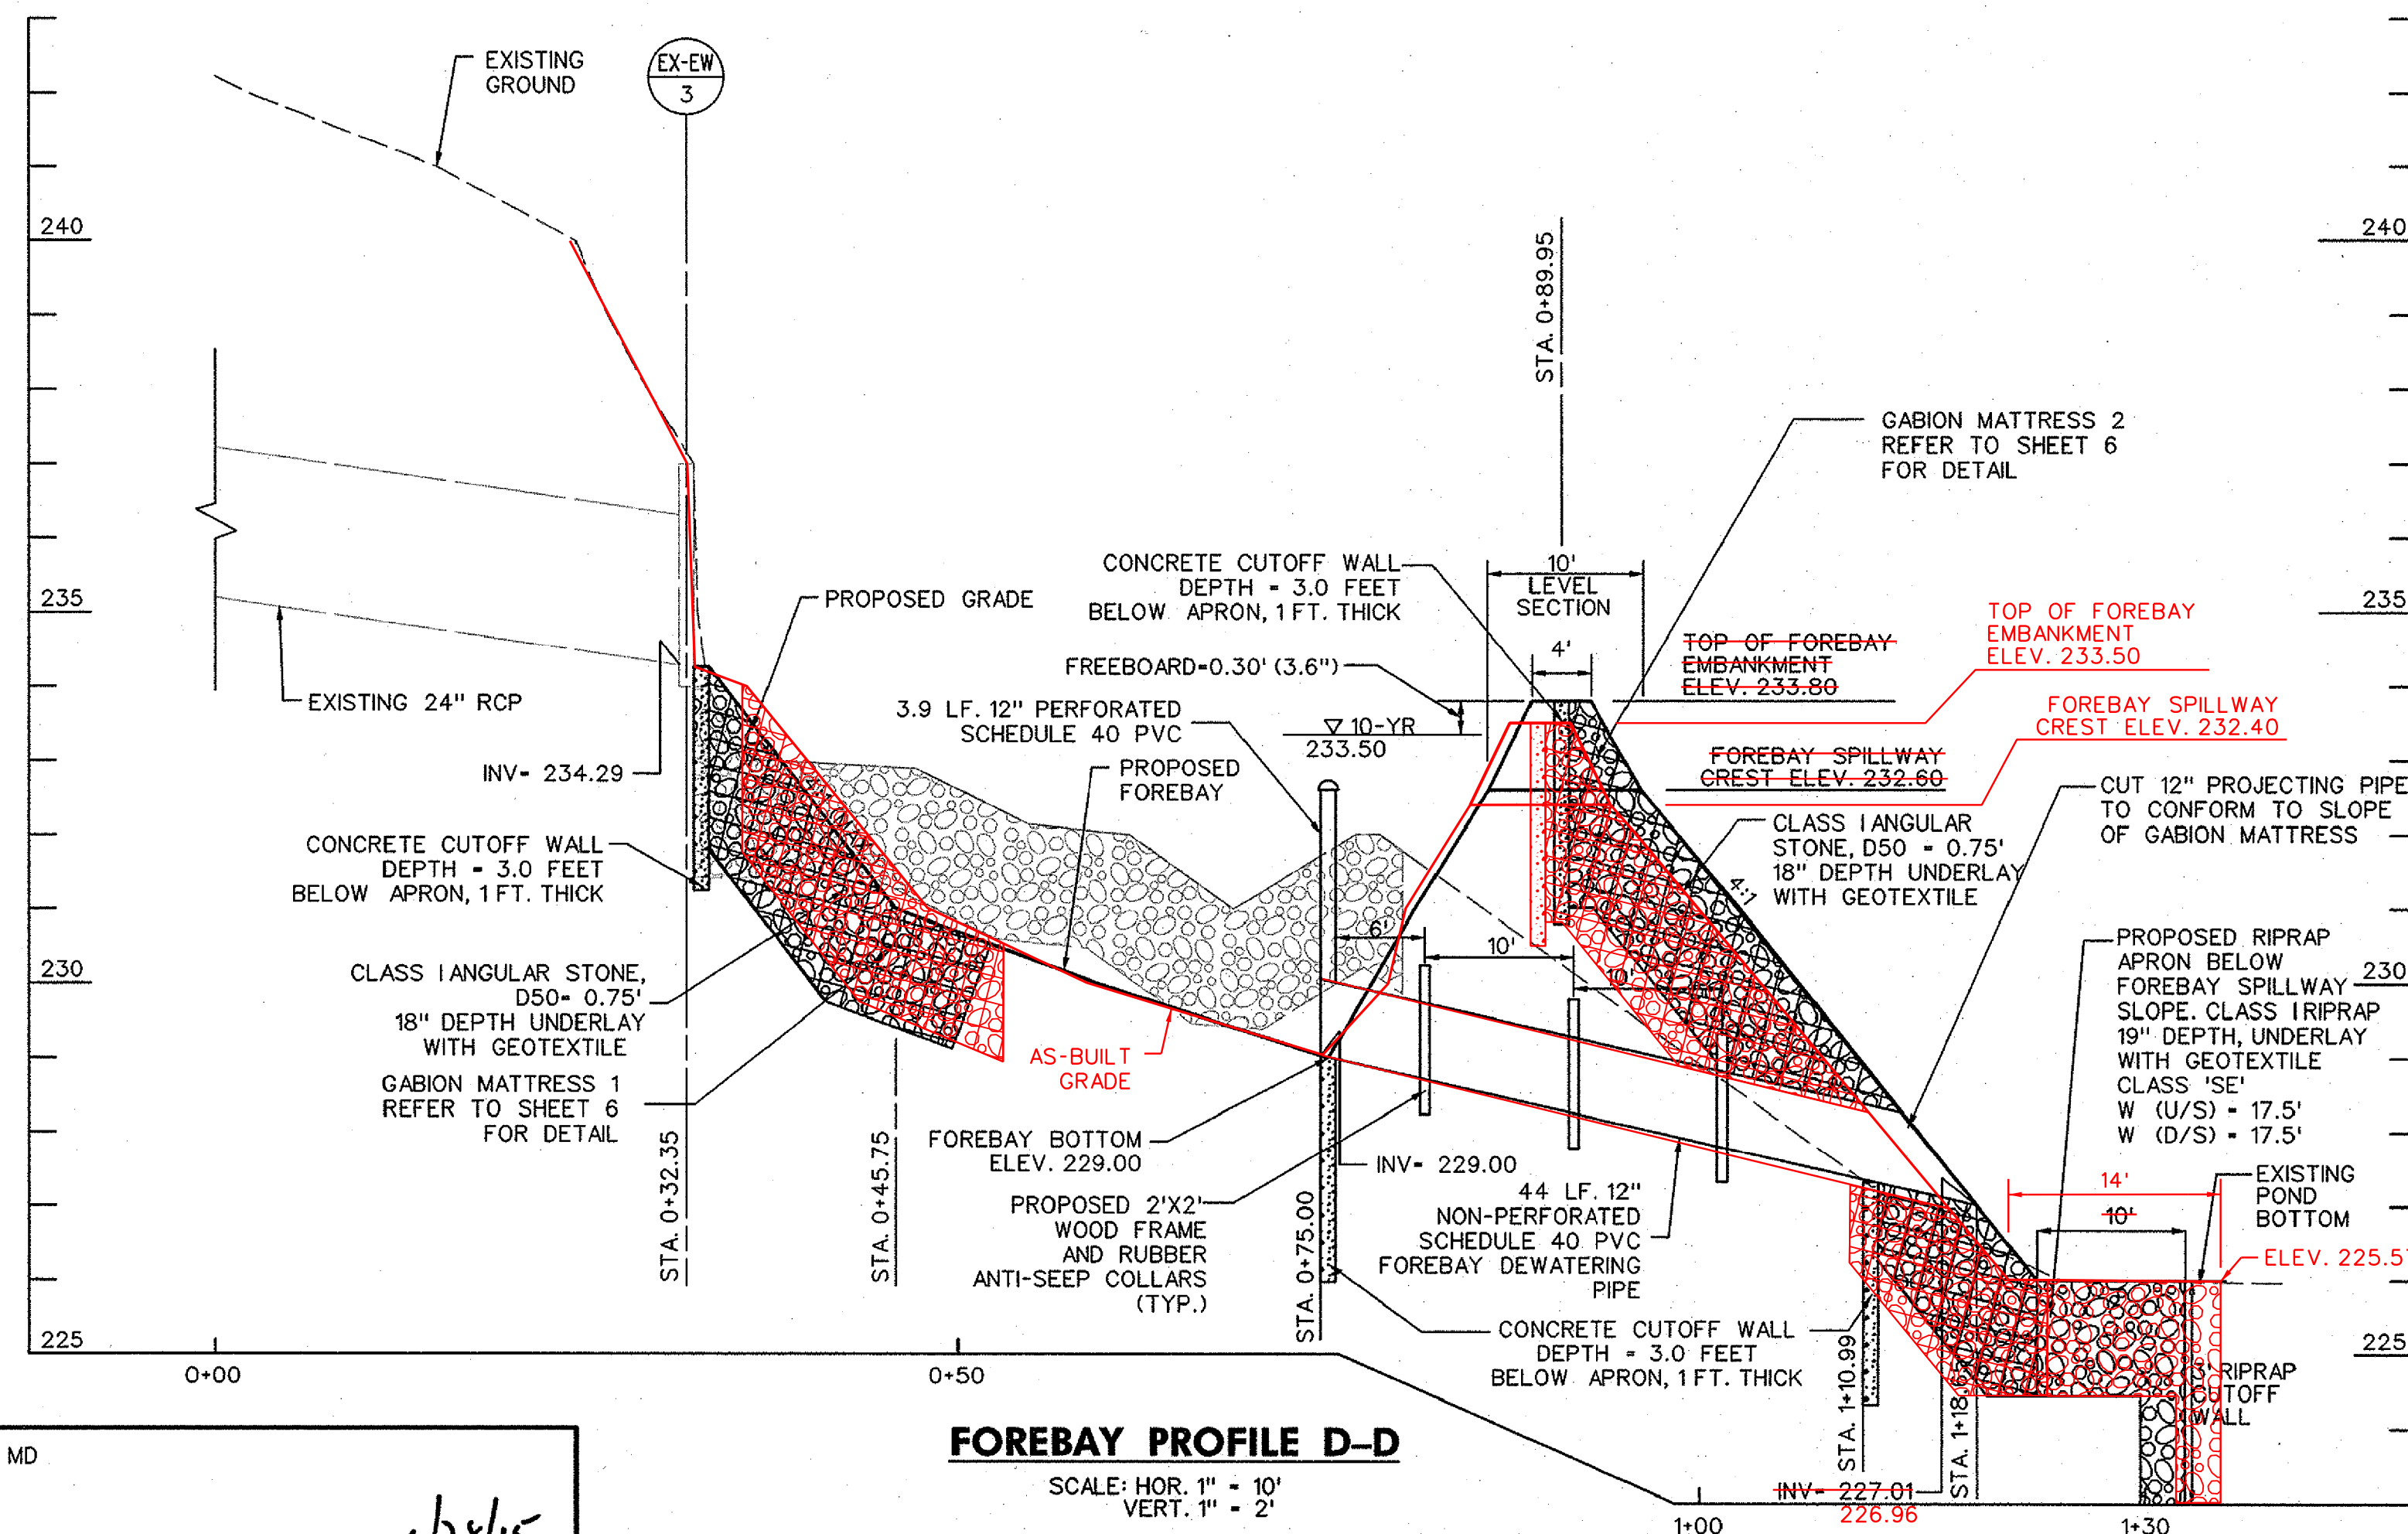 EXISTING
GROUND
EX-EW
3
240
240
STA. 0+89.95
GABION MATTRESS 2
REFER TO SHEET 6
FOR DETAIL
CONCRETE CUTOFF WALL
DEPTH = 3.0 FEET
BELOW APRON, 1 FT. THICK
10'
LEVEL
SECTION
4'
235
235
PROPOSED GRADE
TOP OF FOREBAY
EMBANKMENT
ELEV. 233.50
TOP OF FOREBAY
EMBANKMENT
ELEV. 233.80
FREEBOARD=0.30' (3.6")
EXISTING 24" RCP
3.9 LF. 12" PERFORATED
SCHEDULE 40 PVC
10-YR
233.50
FOREBAY SPILLWAY
CREST ELEV. 232.40
FOREBAY SPILLWAY
CREST ELEV. 232.60
INV= 234.29
PROPOSED
FOREBAY
CUT 12" PROJECTING PIPE
TO CONFORM TO SLOPE
OF GABION MATTRESS
CONCRETE CUTOFF WALL
DEPTH = 3.0 FEET
BELOW APRON, 1 FT. THICK
CLASS I ANGULAR
STONE, D50 = 0.75'
18" DEPTH UNDERLAY
WITH GEOTEXTILE
4:1
6'
10'
10'
230
230
CLASS I ANGULAR STONE,
D50= 0.75'
18" DEPTH UNDERLAY
WITH GEOTEXTILE
PROPOSED RIPRAP
APRON BELOW
FOREBAY SPILLWAY
SLOPE. CLASS I RIPRAP
19" DEPTH, UNDERLAY
WITH GEOTEXTILE
CLASS 'SE'
W (U/S) = 17.5'
W (D/S) = 17.5'
AS-BUILT
GRADE
GABION MATTRESS 1
REFER TO SHEET 6
FOR DETAIL
FOREBAY BOTTOM
ELEV. 229.00
INV= 229.00
STA. 0+32.35
STA. 0+45.75
STA. 0+75.00
PROPOSED 2'X2'
WOOD FRAME
AND RUBBER
ANTI-SEEP COLLARS
(TYP.)
44 LF. 12"
NON-PERFORATED
SCHEDULE 40 PVC
FOREBAY DEWATERING
PIPE
14'
10'
EXISTING
POND
BOTTOM
ELEV. 225.5
CONCRETE CUTOFF WALL
DEPTH = 3.0 FEET
BELOW APRON, 1 FT. THICK
225
225
3' RIPRAP
CUTOFF
WALL
STA. 1+10.99
STA. 1+18.6
INV= 227.01
226.96
0+00
0+50
1+00
1+30
FOREBAY PROFILE D–D
SCALE: HOR. 1" = 10'
VERT. 1" = 2'
MD